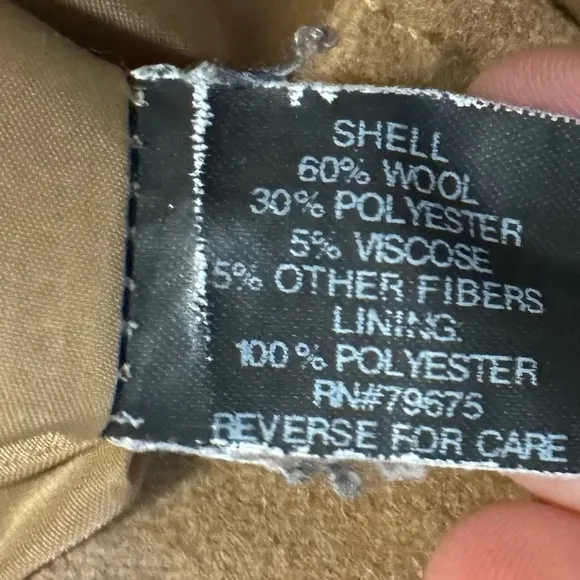 SHELL
60% WOOL
30% POLYESTER
5% VISCOSE
5% OTHER FIBERS
LINING:
100% POLYESTER
RN#79675
REVERSE FOR CARE